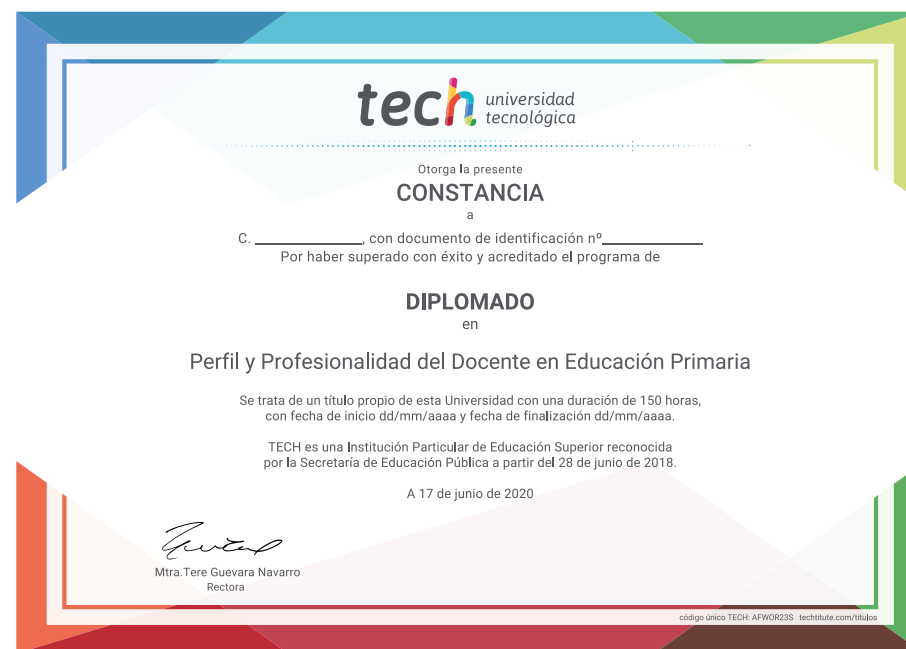 tech universidad
tecnológica
Otorga la presente
CONSTANCIA
a
C. ______________, con documento de identificación nº_____________
Por haber superado con éxito y acreditado el programa de
DIPLOMADO
en
Perfil y Profesionalidad del Docente en Educación Primaria
Se trata de un título propio de esta Universidad con una duración de 150 horas,
con fecha de inicio dd/mm/aaaa y fecha de finalización dd/mm/aaaa.
TECH es una Institución Particular de Educación Superior reconocida
por la Secretaría de Educación Pública a partir del 28 de junio de 2018.
A 17 de junio de 2020
Mtra.Tere Guevara Navarro
Rectora
código único TECH: AFWOR23S techtitute.com/titulos